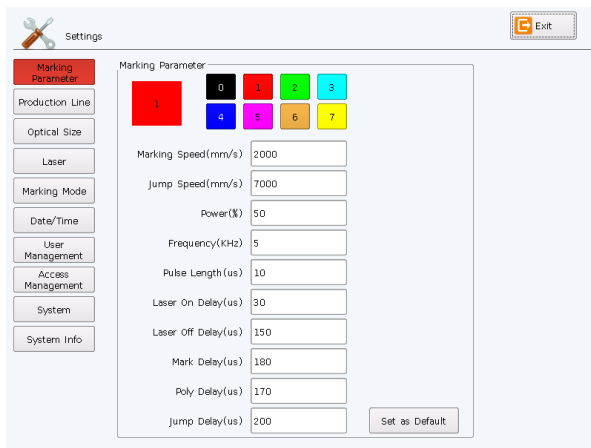 Settings
Exit
Marking
Parameter
Production Line
Optical Size
Laser
Marking Mode
Date/Time
User
Management
Access
Management
System
System Info
Marking Parameter
1
0 1 2 3
4 5 6 7
Marking Speed(mm/s) 2000
Jump Speed(mm/s) 7000
Power(%) 50
Frequency(KHz) 5
Pulse Length(us) 10
Laser On Delay(us) 30
Laser Off Delay(us) 150
Mark Delay(us) 180
Poly Delay(us) 170
Jump Delay(us) 200
Set as Default